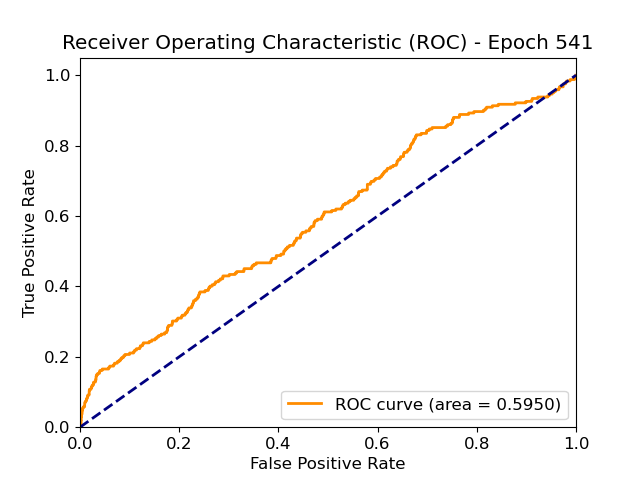 Receiver Operating Characteristic (ROC) - Epoch 541
True Positive Rate
1.0
0.8
0.6
0.4
0.2
0.0
ROC curve (area = 0.5950)
0.0 0.2 0.4 0.6 0.8 1.0
False Positive Rate